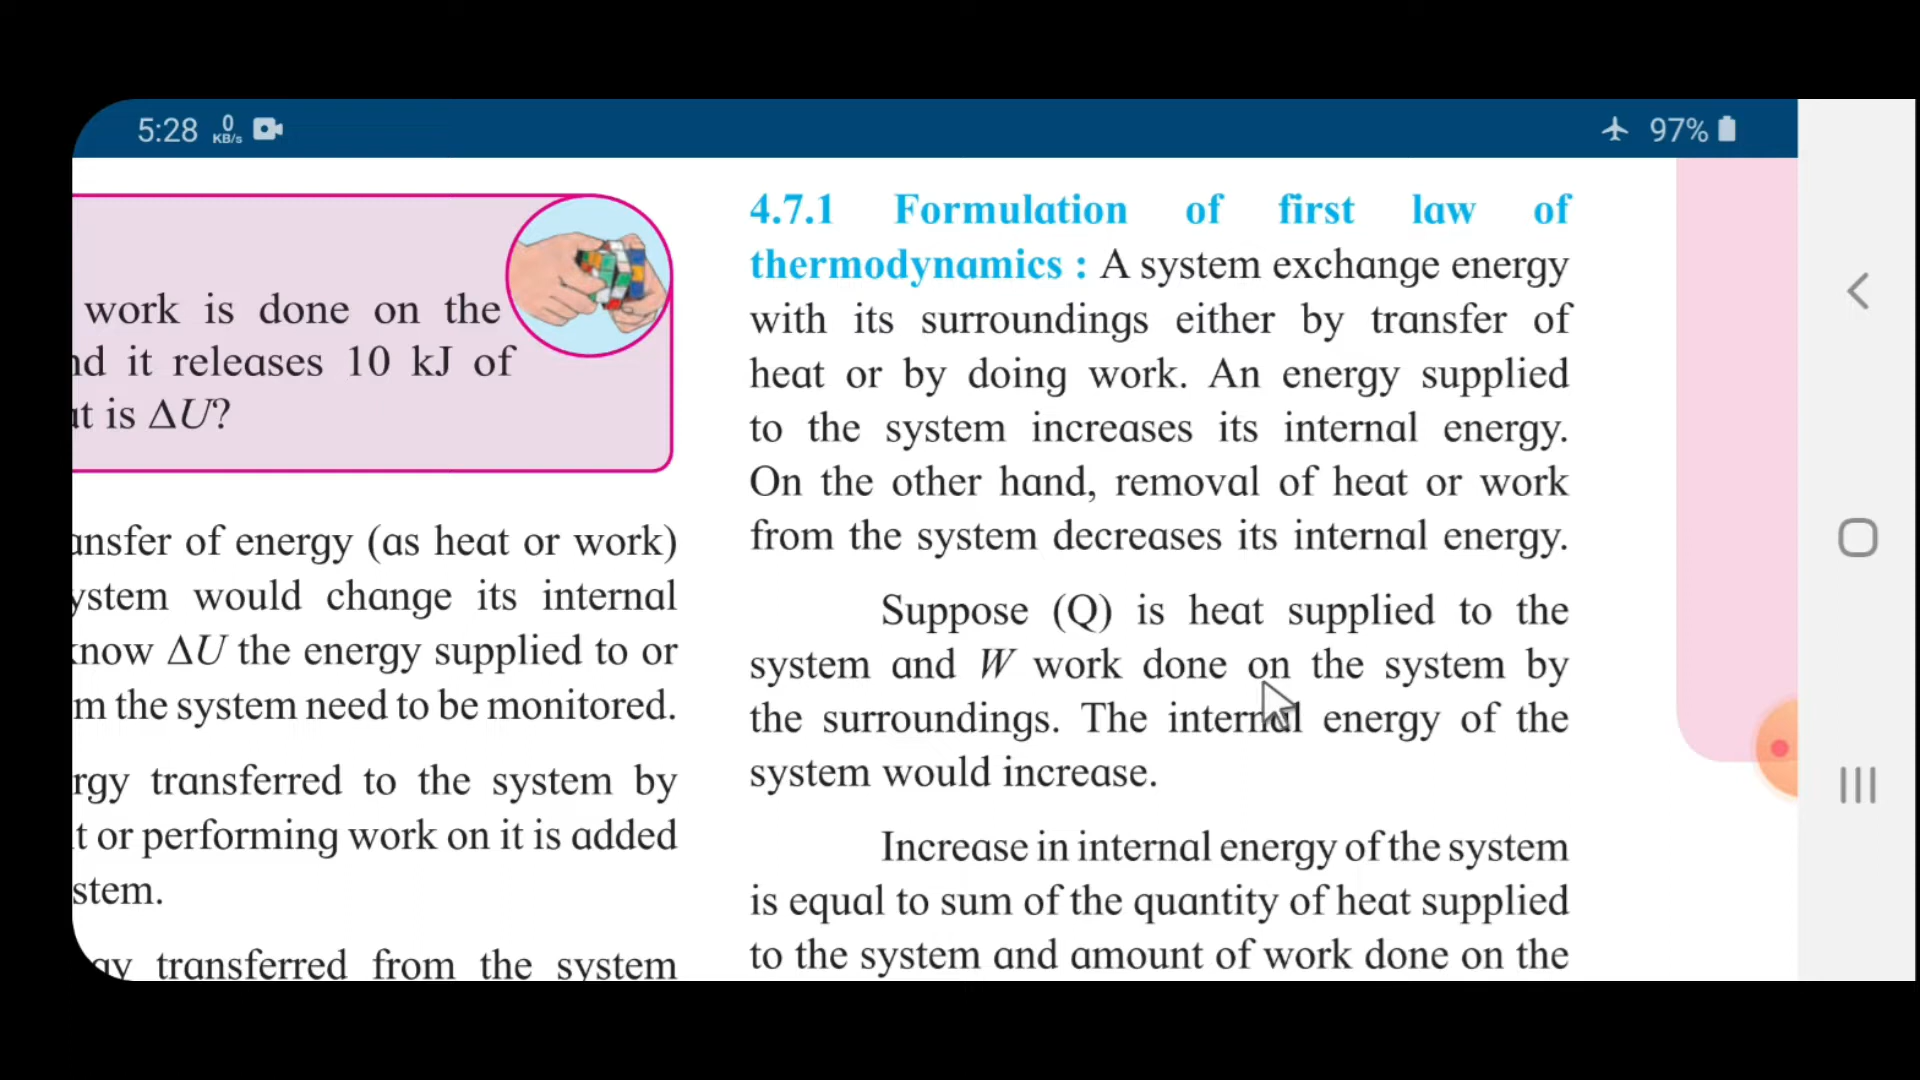 5:28 0 KB/s 97%
work is done on the
it releases 10 kJ of
is ΔU?
of energy (as heat or work)
would change its internal
ΔU the energy supplied to or
the system need to be monitored.
transferred to the system by
or performing work on it is added
transferred from the system
4.7.1 Formulation of first law of
thermodynamics : A system exchange energy
with its surroundings either by transfer of
heat or by doing work. An energy supplied
to the system increases its internal energy.
On the other hand, removal of heat or work
from the system decreases its internal energy.
Suppose (Q) is heat supplied to the
system and W work done on the system by
the surroundings. The internal energy of the
system would increase.
Increase in internal energy of the system
is equal to sum of the quantity of heat supplied
to the system and amount of work done on the